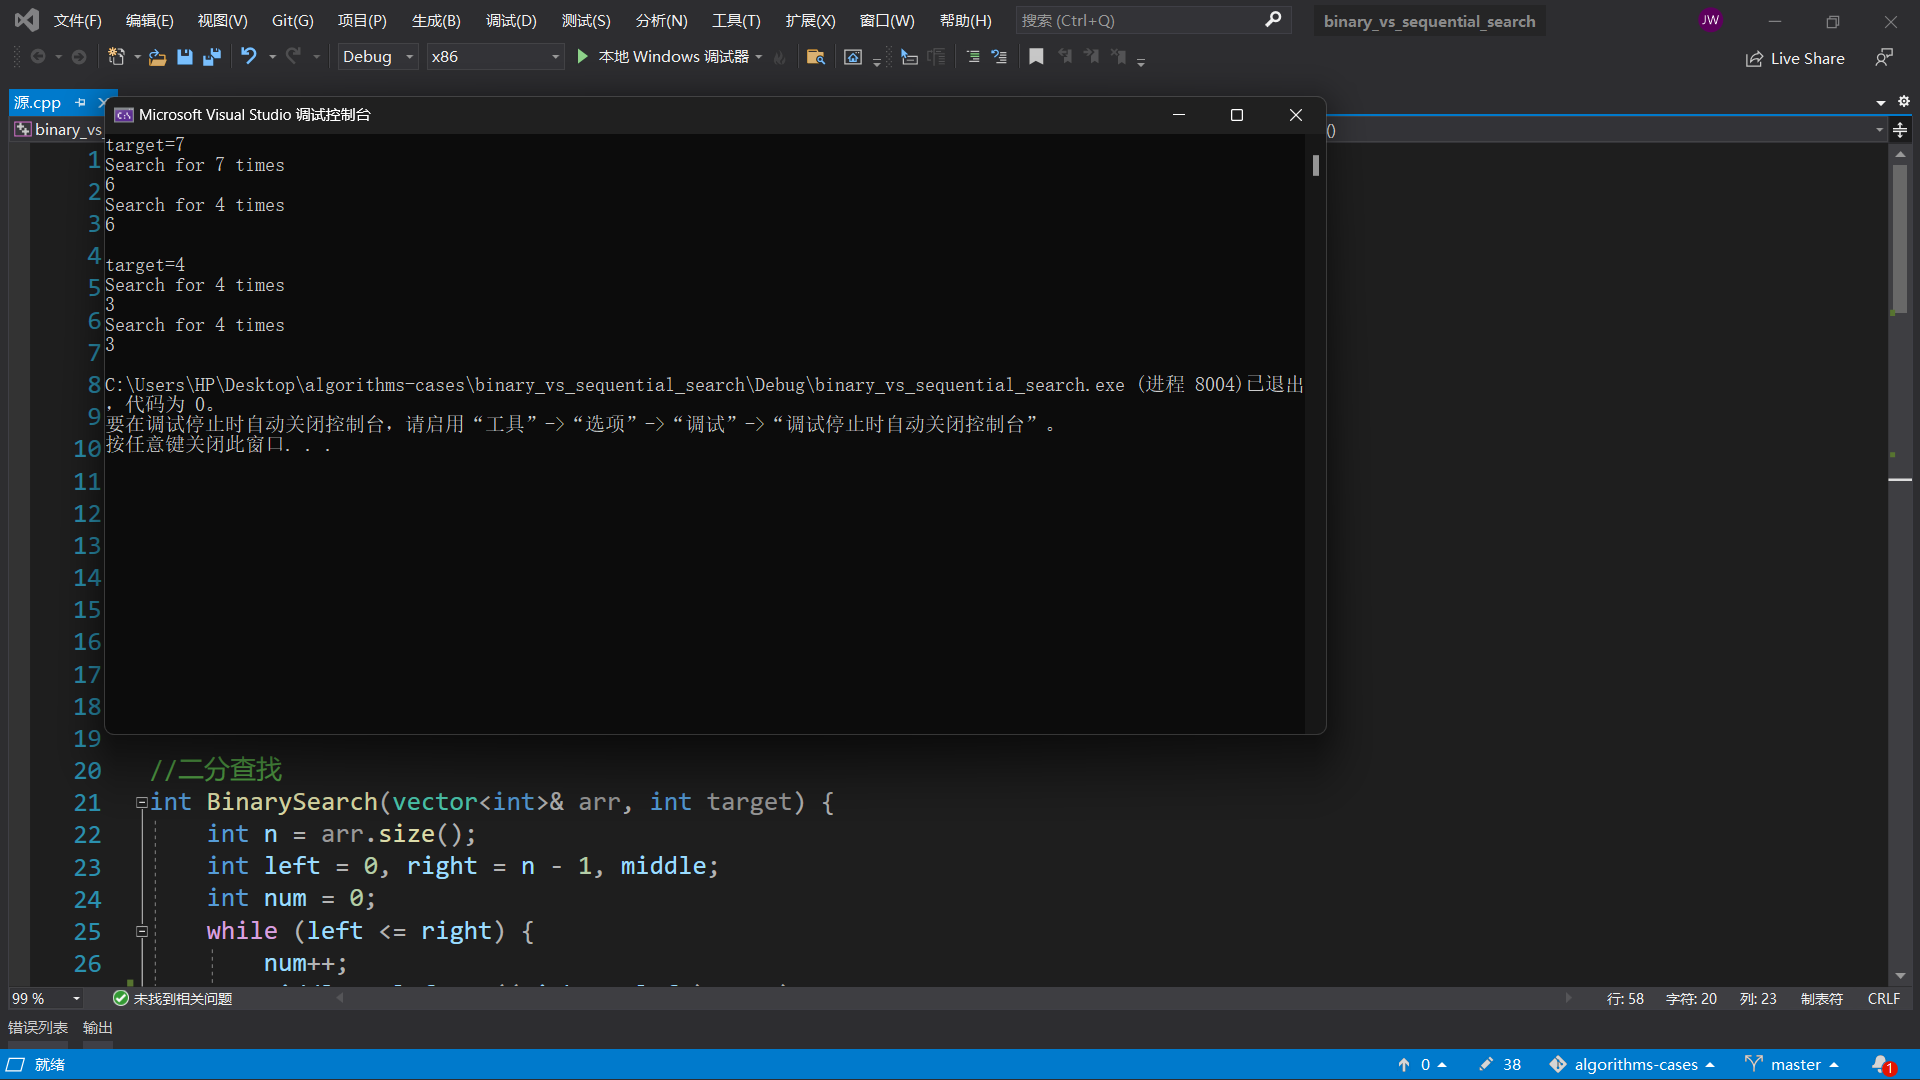 文件(F) 编辑(E) 视图(V) Git(G) 项目(P) 生成(B) 调试(D) 测试(S) 分析(N) 工具(T) 扩展(X) 窗口(W) 帮助(H) 搜索 (Ctrl+Q) binary_vs_sequential_search JW
Debug x86 本地 Windows 调试器 Live Share
源.cpp
Microsoft Visual Studio 调试控制台
binary_vs_ ()
target=7
Search for 7 times
6
Search for 4 times
6
target=4
Search for 4 times
3
Search for 4 times
3
C:\Users\HP\Desktop\algorithms-cases\binary_vs_sequential_search\Debug\binary_vs_sequential_search.exe (进程 8004)已退出
，代码为 0。
要在调试停止时自动关闭控制台，请启用“工具”->“选项”->“调试”->“调试停止时自动关闭控制台”。
按任意键关闭此窗口. . .
1
2
3
4
5
6
7
8
9
10
11
12
13
14
15
16
17
18
19
20 //二分查找
21 int BinarySearch(vector<int>& arr, int target) {
22 int n = arr.size();
23 int left = 0, right = n - 1, middle;
24 int num = 0;
25 while (left <= right) {
26 num++;
99 % 未找到相关问题 行: 58 字符: 20 列: 23 制表符 CRLF
错误列表 输出
就绪 0 38 algorithms-cases master 1